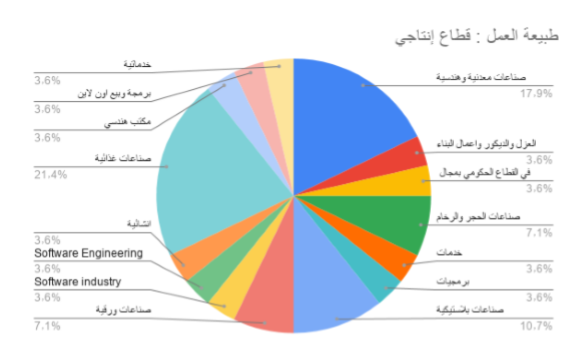 طبيعة العمل : قطاع إنتاجي
صناعات معدنية وهندسية
17.9%
العزل والديكور واعمال البناء
3.6%
في القطاع الحكومي بمجال
3.6%
صناعات الحجر والرخام
7.1%
خدمات
3.6%
برمجيات
3.6%
صناعات بلاستيكية
10.7%
خدماتية
3.6%
برمجة وبيع اون لاين
3.6%
مكتب هندسي
3.6%
صناعات غذائية
21.4%
انشائية
3.6%
Software Engineering
3.6%
Software industry
3.6%
صناعات ورقية
7.1%